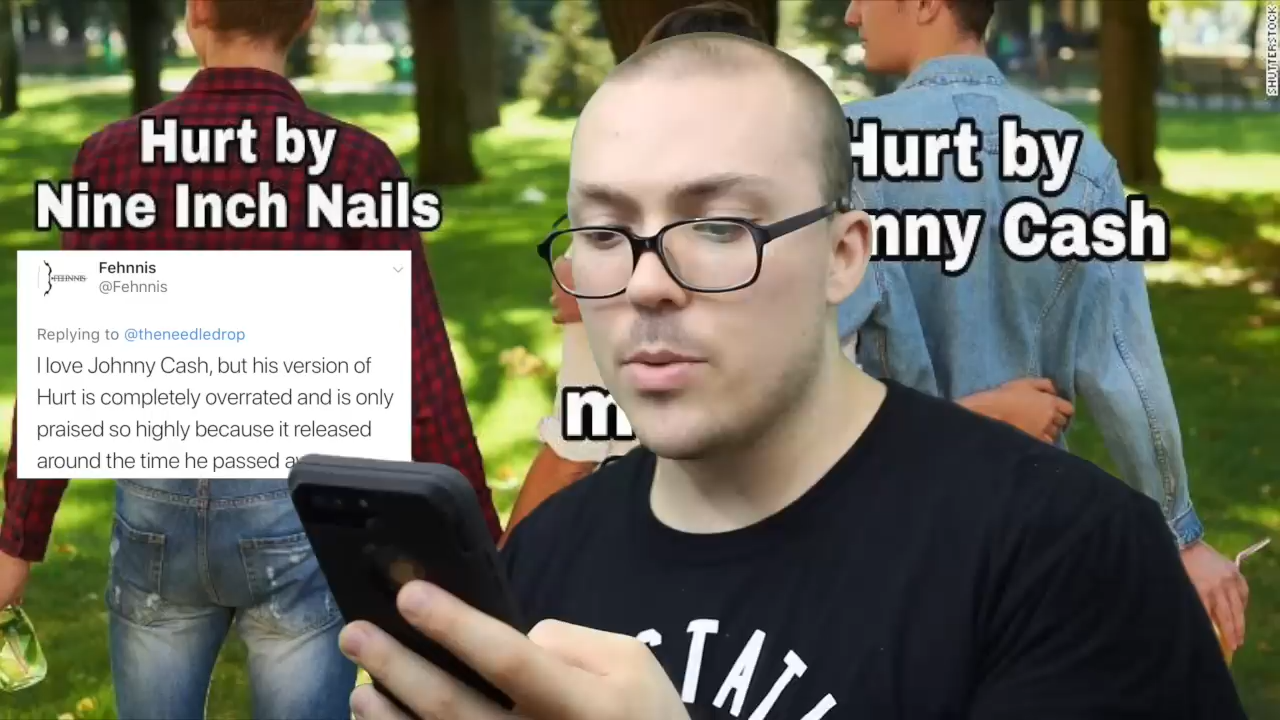 Hurt by
Nine Inch Nails
Hurt by
Cash
SHUTTERSTOCK
FEHNNIS
Fehnnis
@Fehnnis
Replying to @theneedledrop
I love Johnny Cash, but his version of
Hurt is completely overrated and is only
praised so highly because it released
around the time he passed